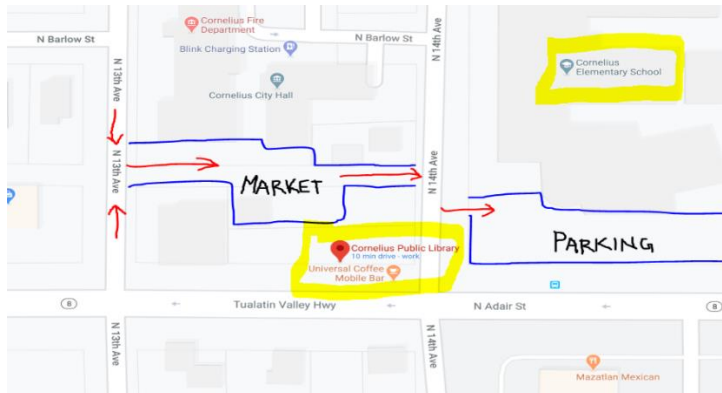 Cornelius Fire
Department
N Barlow St
N Barlow St
Blink Charging Station
N 13th Ave
N 14th Ave
Cornelius
Elementary School
Cornelius City Hall
N 13th Ave
N 14th Ave
MARKET
PARKING
Cornelius Public Library
10 min drive - work
Universal Coffee
Mobile Bar
8
Tualatin Valley Hwy
N Adair St
8
N 13th Ave
N 14th Ave
Mazatlan Mexican